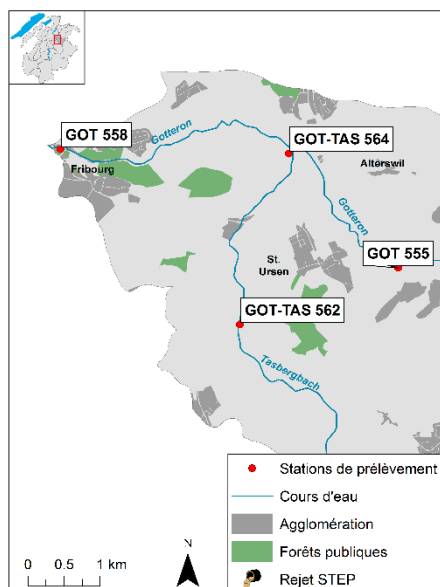 GOT 558
Gotteron
GOT-TAS 564
Fribourg
Alterswil
Gotteron
GOT 555
St.
Ursen
GOT-TAS 562
Tasbergbach
Stations de prélèvement
Cours d'eau
Agglomération
Forêts publiques
Rejet STEP
N
0 0.5 1 km